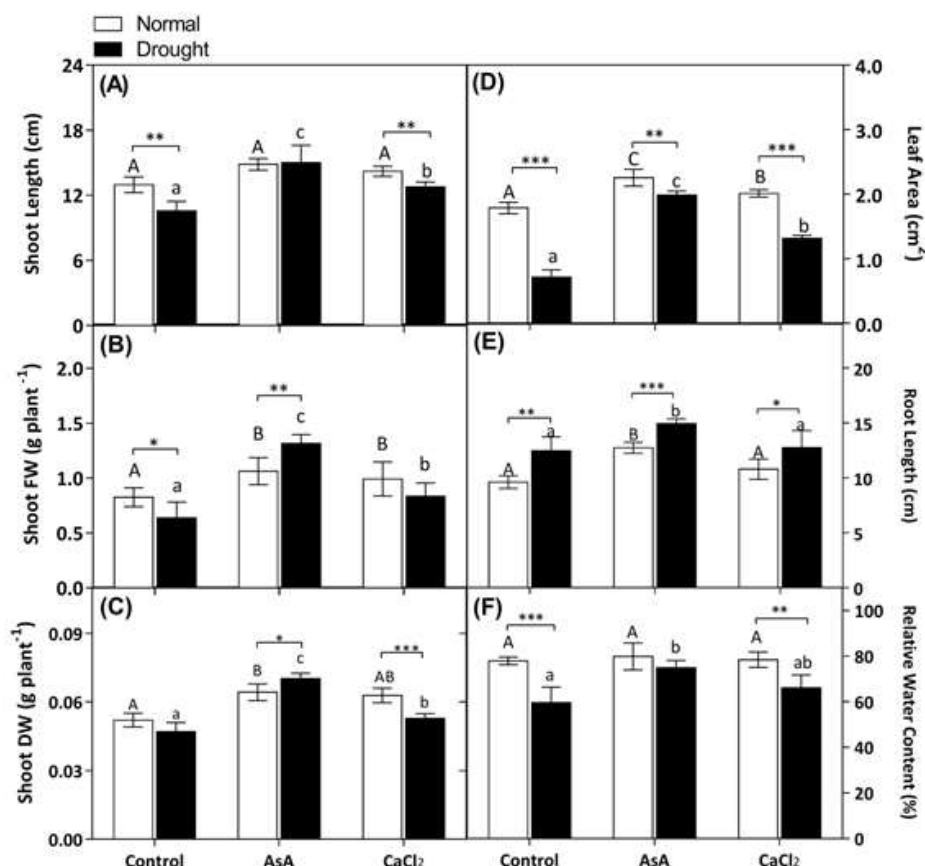 Normal
Drought
(A)
Shoot Length (cm)
24
18
12
6
0
A
**
a
A
c
A
**
b
(D)
Leaf Area (cm²)
4.0
3.0
2.0
1.0
0.0
A
***
a
C
**
c
B
***
b
(B)
Shoot FW (g plant ⁻¹)
2.0
1.5
1.0
0.5
0.0
A
*
a
B
**
c
B
b
(E)
Root Length (cm)
20
15
10
5
0
A
**
a
B
***
b
A
*
a
(C)
Shoot DW (g plant⁻¹)
0.09
0.06
0.03
0.00
A
a
B
*
c
AB
***
b
(F)
Relative Water Content (%)
100
80
60
40
20
0
A
***
a
A
b
A
**
ab
Control AsA CaCl₂ Control AsA CaCl₂